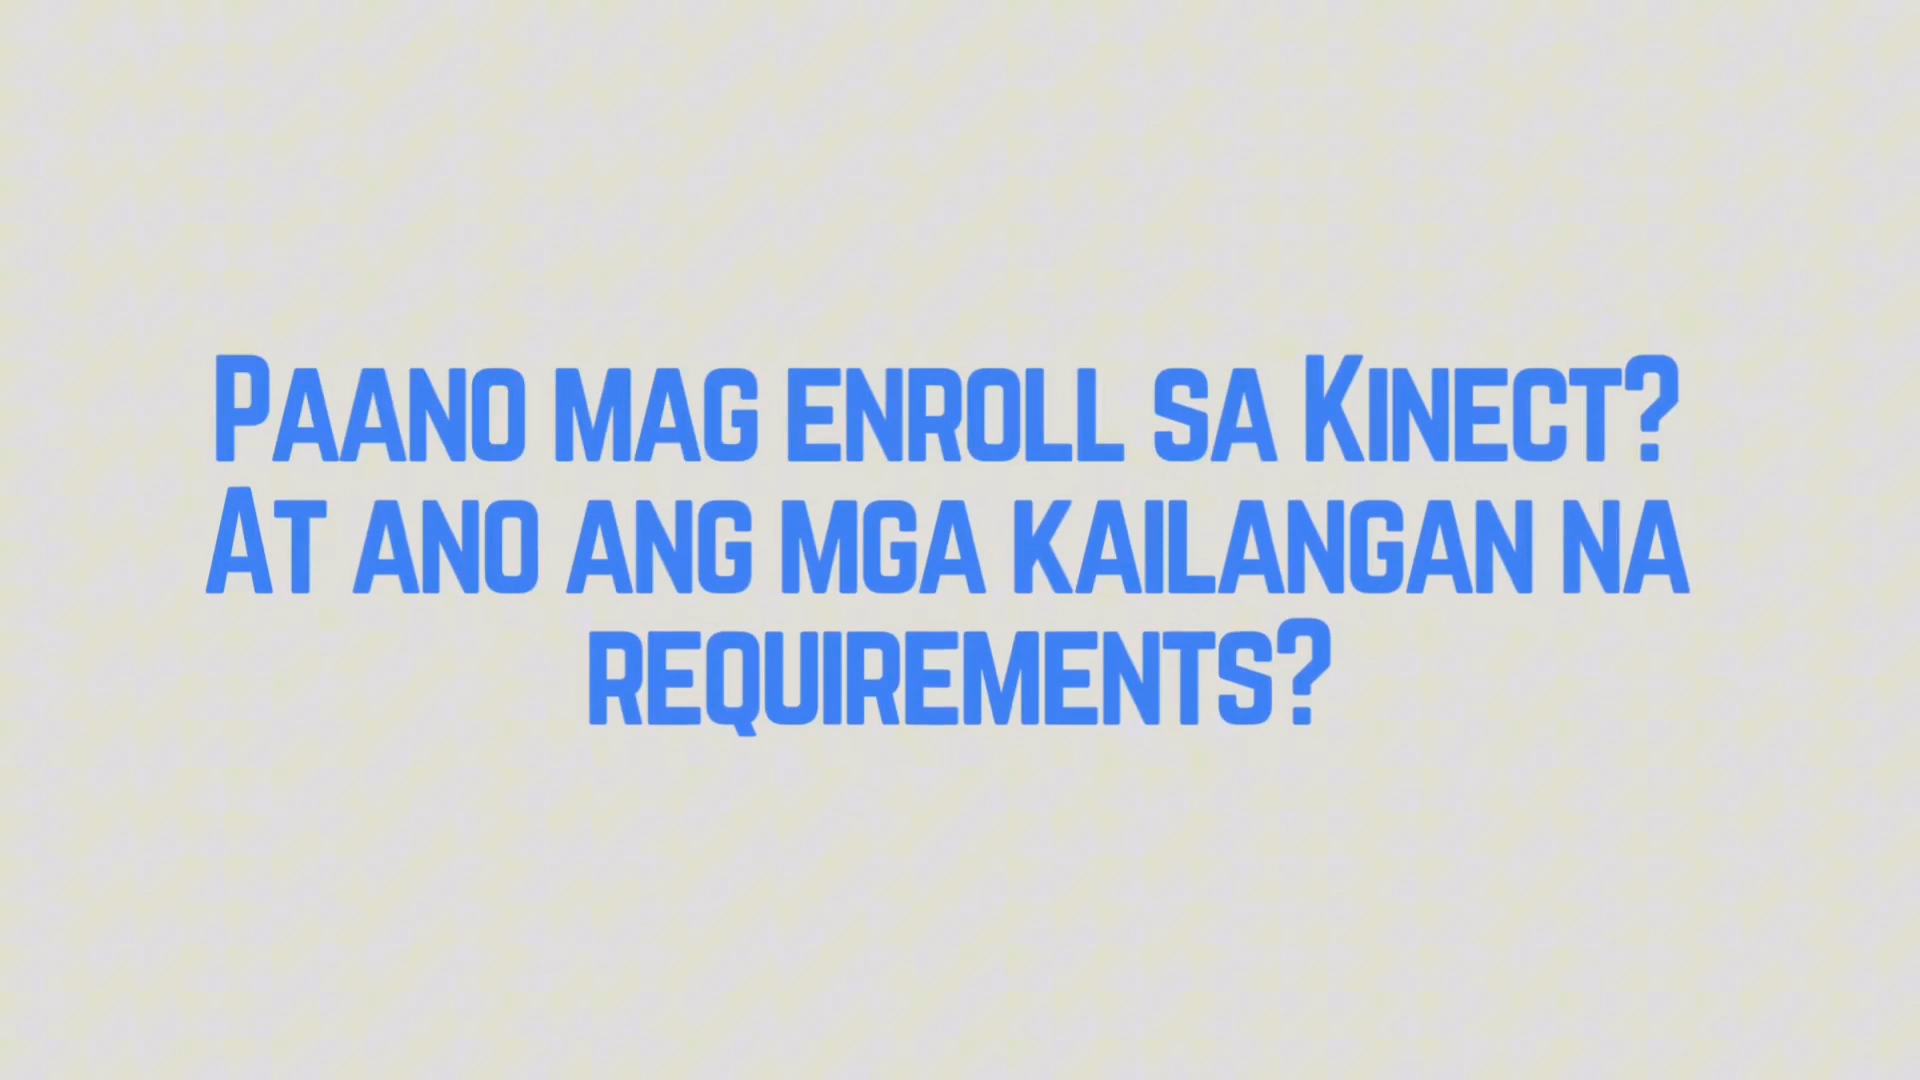 Paano mag enroll sa Kinect?
At ano ang mga kailangan na
requirements?